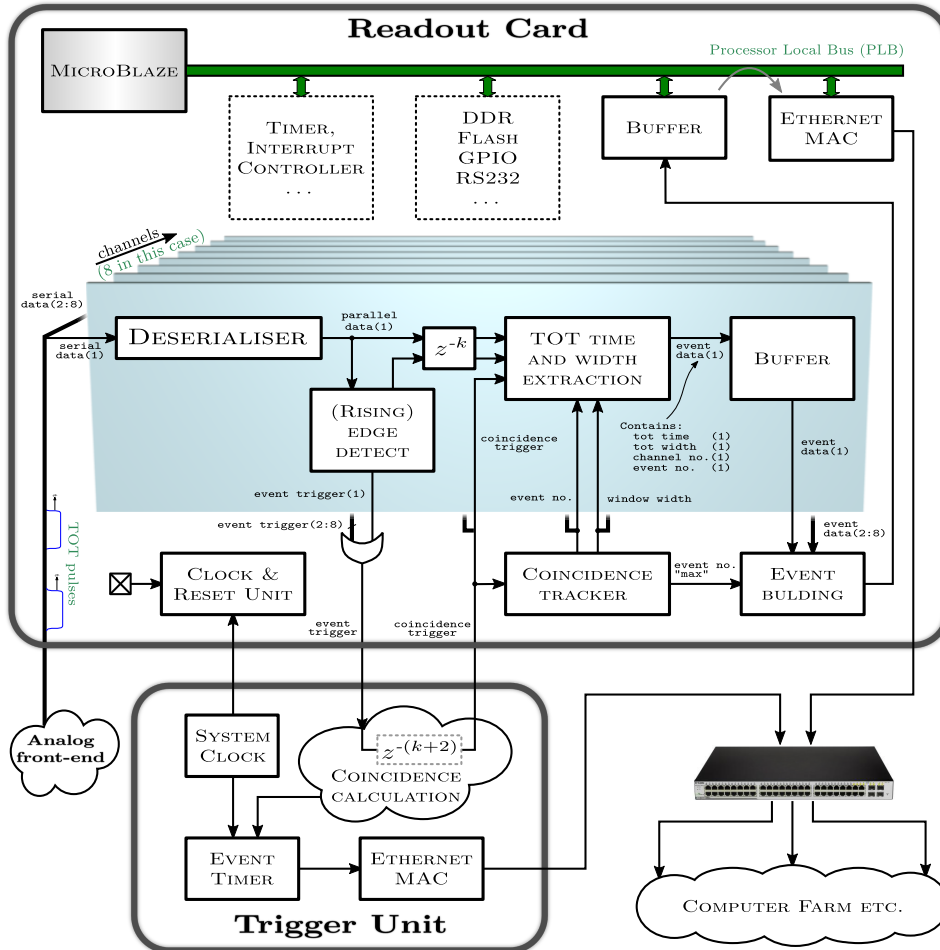 Readout Card
Processor Local Bus (PLB)
MicroBlaze
Timer,
Interrupt
Controller
. . .
DDR
Flash
GPIO
RS232
. . .
Buffer
Ethernet
MAC
channels
(8 in this case)
serial
data(2:8)
serial
data(1)
Deserialiser
parallel
data(1)
z-k
TOT time
and width
extraction
event
data(1)
Buffer
(Rising)
edge
detect
coincidence
trigger
Contains:
tot time (1)
tot width (1)
channel no.(1)
event no. (1)
event
data(1)
event trigger(1)
event no.
window width
event trigger(2:8)
event
data(2:8)
TOT pulses
Clock &
Reset Unit
Coincidence
tracker
event no.
"max"
Event
bulding
event
trigger
coincidence
trigger
Analog
front-end
System
Clock
z-(k+2)
Coincidence
calculation
Event
Timer
Ethernet
MAC
Trigger Unit
Computer Farm etc.